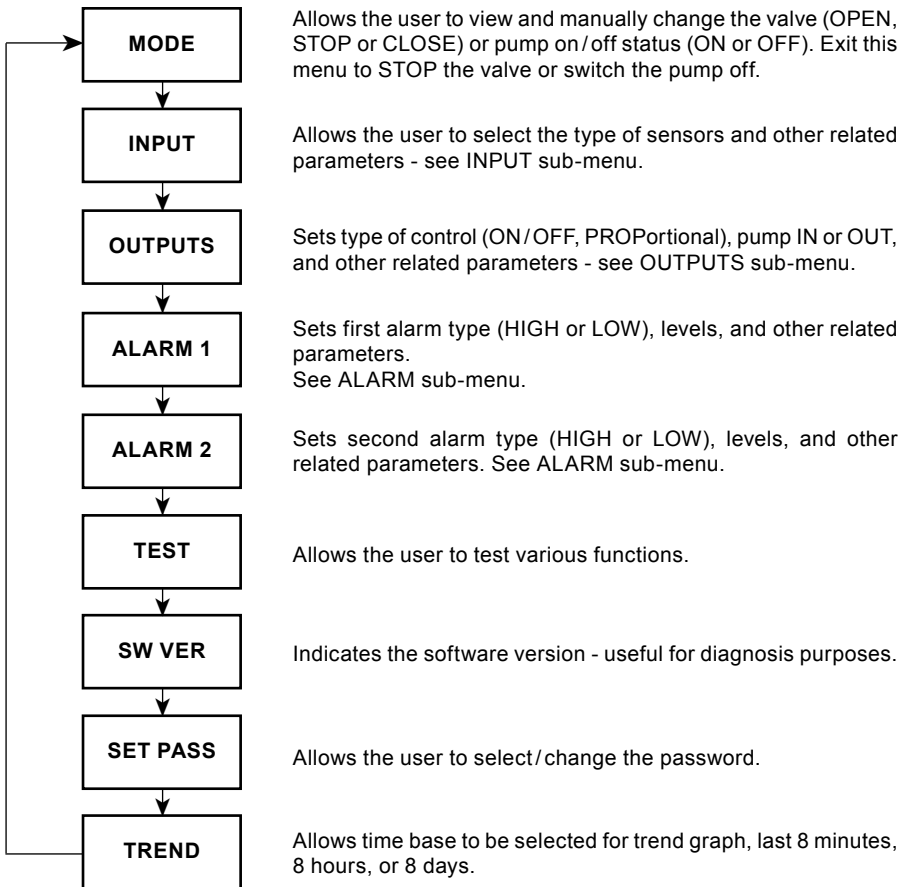 MODE
Allows the user to view and manually change the valve (OPEN,
STOP or CLOSE) or pump on/off status (ON or OFF). Exit this
menu to STOP the valve or switch the pump off.
INPUT
Allows the user to select the type of sensors and other related
parameters - see INPUT sub-menu.
OUTPUTS
Sets type of control (ON/OFF, PROPortional), pump IN or OUT,
and other related parameters - see OUTPUTS sub-menu.
ALARM 1
Sets first alarm type (HIGH or LOW), levels, and other related
parameters.
See ALARM sub-menu.
ALARM 2
Sets second alarm type (HIGH or LOW), levels, and other
related parameters. See ALARM sub-menu.
TEST
Allows the user to test various functions.
SW VER
Indicates the software version - useful for diagnosis purposes.
SET PASS
Allows the user to select/change the password.
TREND
Allows time base to be selected for trend graph, last 8 minutes,
8 hours, or 8 days.